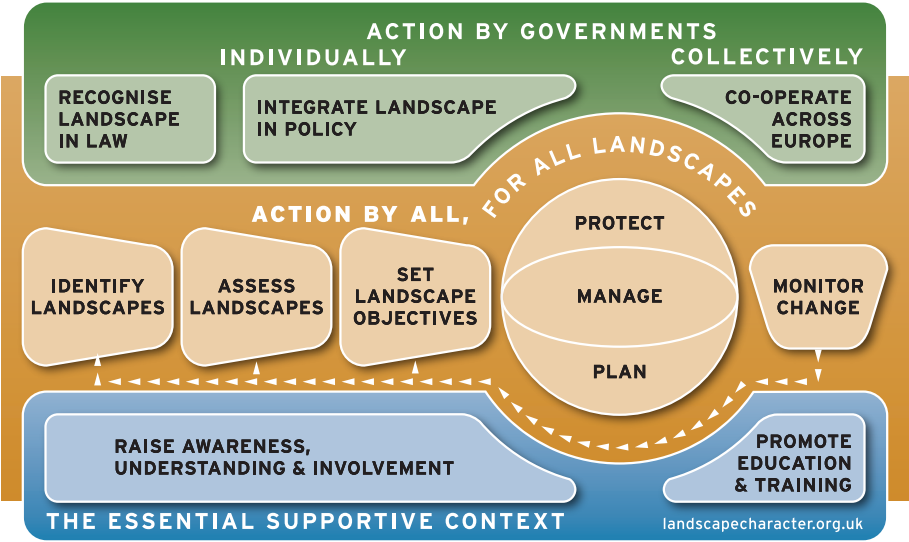 ACTION BY GOVERNMENTS
INDIVIDUALLY
COLLECTIVELY
RECOGNISE
LANDSCAPE
IN LAW
INTEGRATE LANDSCAPE
IN POLICY
CO-OPERATE
ACROSS
EUROPE
ACTION BY ALL, FOR ALL LANDSCAPES
IDENTIFY
LANDSCAPES
ASSESS
LANDSCAPES
SET
LANDSCAPE
OBJECTIVES
PROTECT
MANAGE
PLAN
MONITOR
CHANGE
RAISE AWARENESS,
UNDERSTANDING & INVOLVEMENT
PROMOTE
EDUCATION
& TRAINING
THE ESSENTIAL SUPPORTIVE CONTEXT
landscapecharacter.org.uk